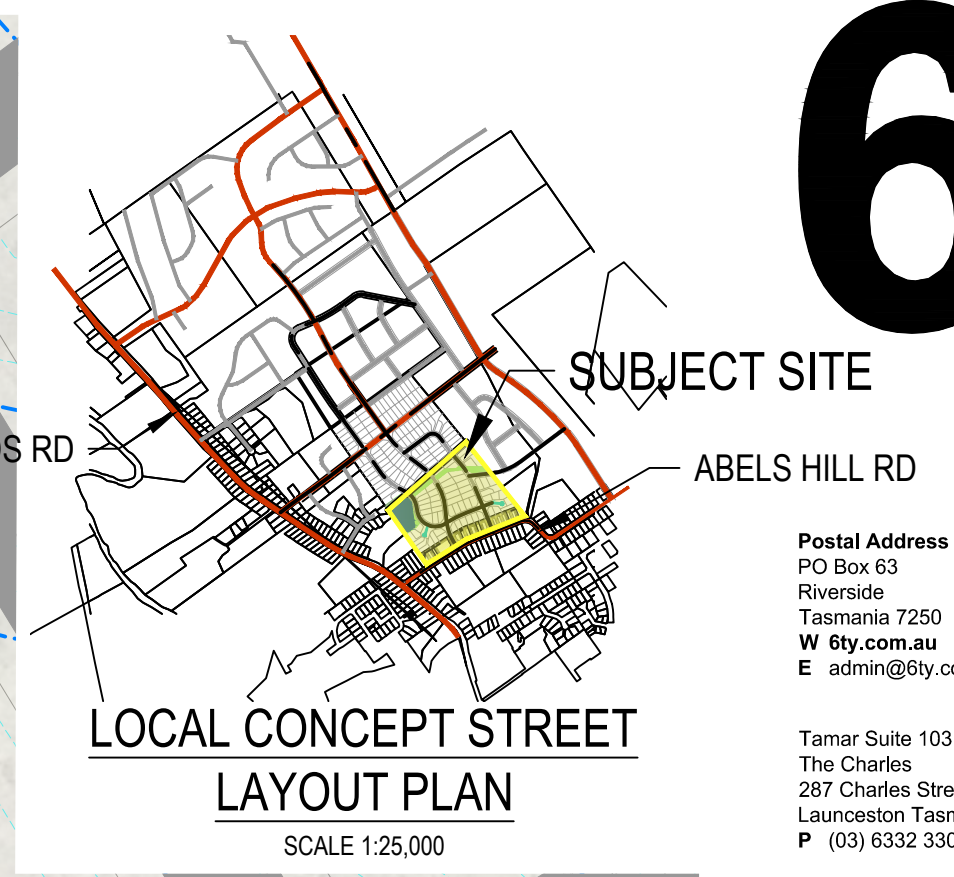 6
SUBJECT SITE
RD
ABELS HILL RD
LOCAL CONCEPT STREET
LAYOUT PLAN
SCALE 1:25,000
Postal Address
PO Box 63
Riverside
Tasmania 7250
W 6ty.com.au
E admin@6ty.co
Tamar Suite 103
The Charles
287 Charles Stre
Launceston Tasm
P (03) 6332 330